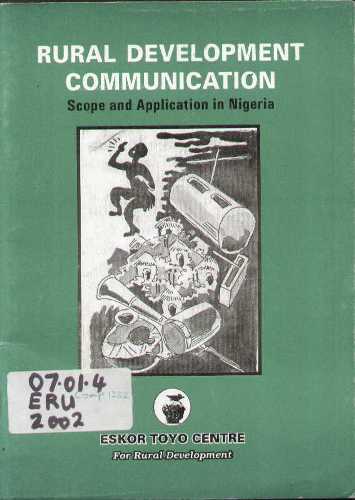 RURAL DEVELOPMENT
COMMUNICATION
Scope and Application in Nigeria
07.01.4
ERU
2002
ESKOR TOYO CENTRE
For Rural Development